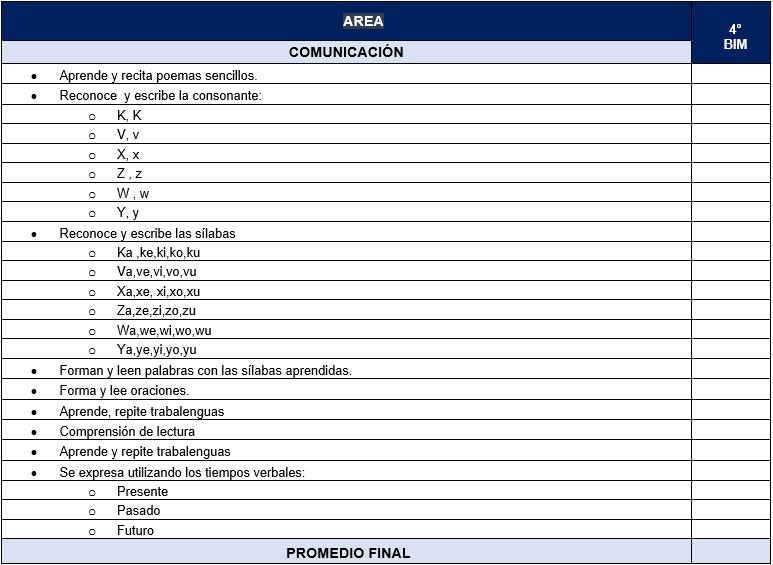 AREA
4°
BIM
COMUNICACIÓN
• Aprende y recita poemas sencillos.
• Reconoce y escribe la consonante:
o K, K
o V, v
o X, x
o Z , z
o W , w
o Y, y
• Reconoce y escribe las sílabas
o Ka ,ke,ki,ko,ku
o Va,ve,vi,vo,vu
o Xa,xe, xi,xo,xu
o Za,ze,zi,zo,zu
o Wa,we,wi,wo,wu
o Ya,ye,yi,yo,yu
• Forman y leen palabras con las sílabas aprendidas.
• Forma y lee oraciones.
• Aprende, repite trabalenguas
• Comprensión de lectura
• Aprende y repite trabalenguas
• Se expresa utilizando los tiempos verbales:
o Presente
o Pasado
o Futuro
PROMEDIO FINAL